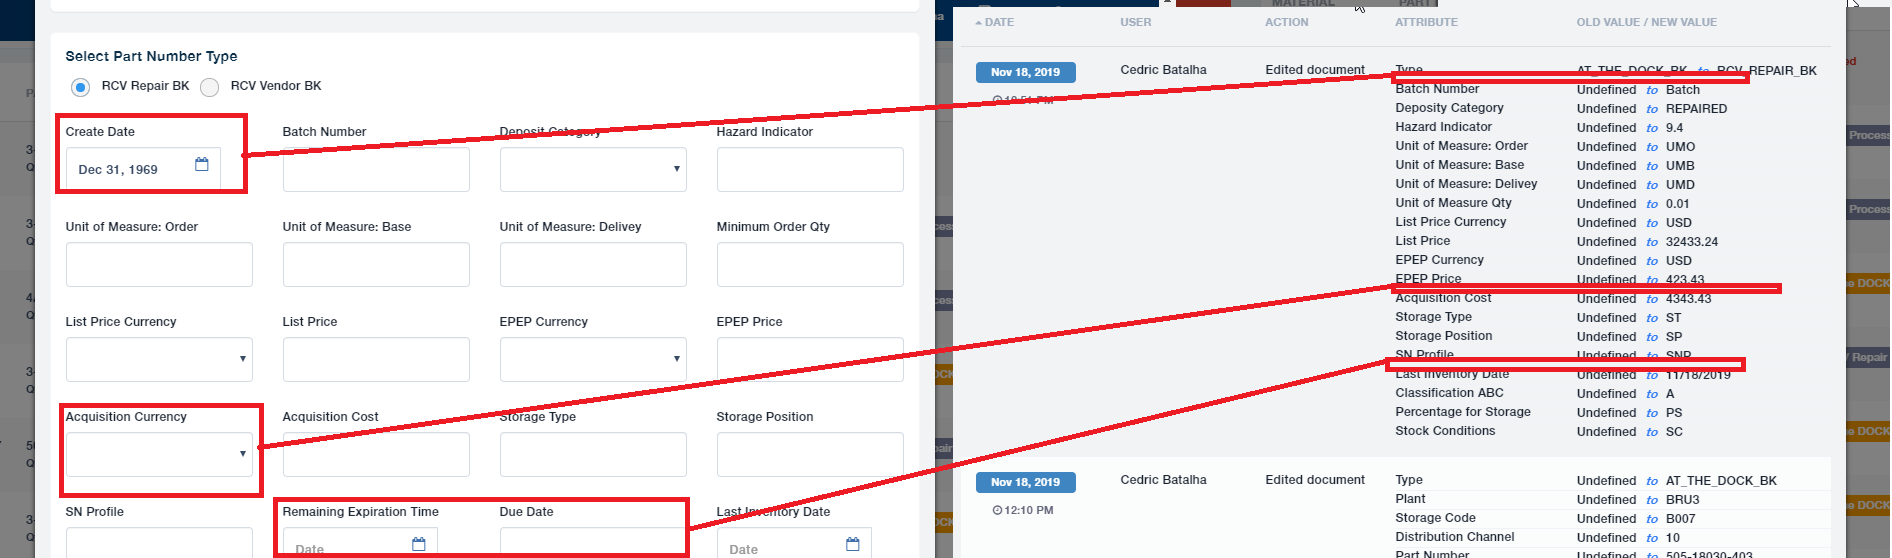 Select Part Number Type
RCV Repair BK RCV Vendor BK
Create Date Batch Number Deposit Category Hazard Indicator
Dec 31, 1969
Unit of Measure: Order Unit of Measure: Base Unit of Measure: Delivey Minimum Order Qty
List Price Currency List Price EPEP Currency EPEP Price
Acquisition Currency Acquisition Cost Storage Type Storage Position
SN Profile Remaining Expiration Time Due Date Last Inventory Date
Date Date
MATERIAL PART
DATE USER ACTION ATTRIBUTE OLD VALUE / NEW VALUE
Nov 18, 2019 Cedric Batalha Edited document Type AT_THE_DOCK_BK to RCV_REPAIR_BK
Batch Number Undefined to Batch
Deposity Category Undefined to REPAIRED
Hazard Indicator Undefined to 9.4
Unit of Measure: Order Undefined to UMO
Unit of Measure: Base Undefined to UMB
Unit of Measure: Delivey Undefined to UMD
Unit of Measure Qty Undefined to 0.01
List Price Currency Undefined to USD
List Price Undefined to 32433.24
EPEP Currency Undefined to USD
EPEP Price Undefined to 423.43
Acquisition Cost Undefined to 4343.43
Storage Type Undefined to ST
Storage Position Undefined to SP
SN Profile Undefined to SNP
Last Inventory Date Undefined to 11/18/2019
Classification ABC Undefined to A
Percentage for Storage Undefined to PS
Stock Conditions Undefined to SC
Nov 18, 2019 Cedric Batalha Edited document Type Undefined to AT_THE_DOCK_BK
12:10 PM
Plant Undefined to BRU3
Storage Code Undefined to B007
Distribution Channel Undefined to 10
Part Number Undefined to 505-18030-403
Process
Process
DOCK
Repair
DOCK
DOCK